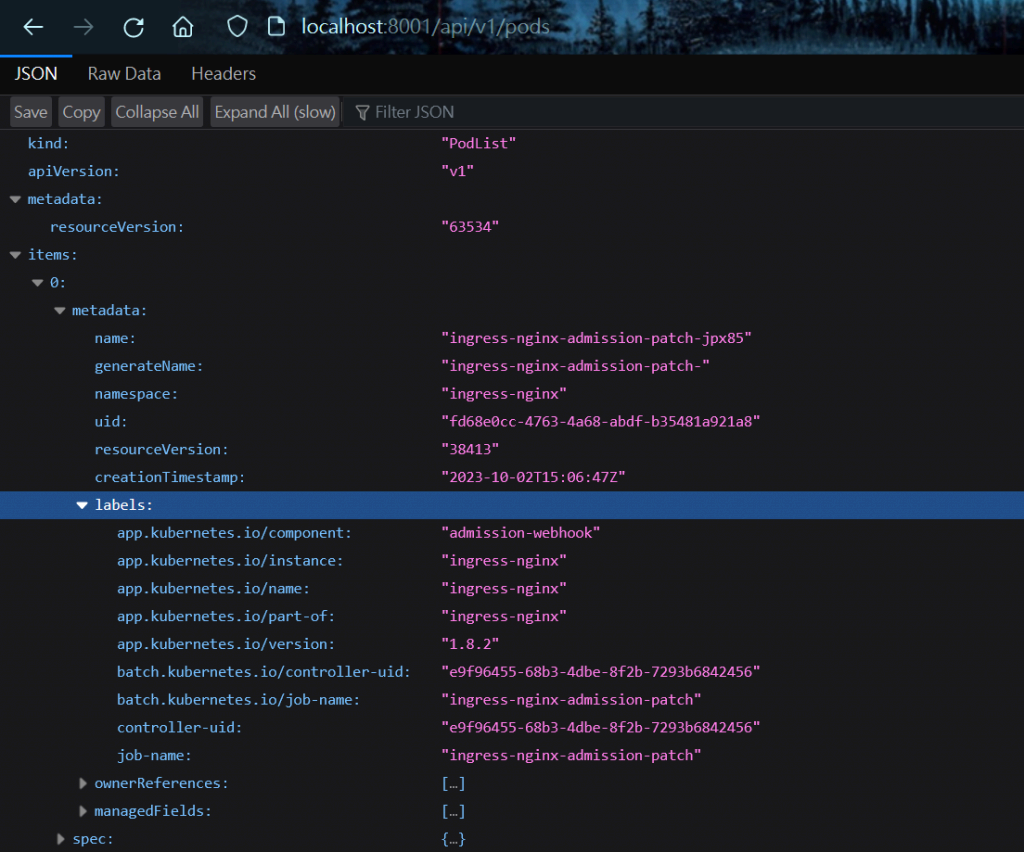 localhost:8001/api/v1/pods
JSON Raw Data Headers
Save Copy Collapse All Expand All (slow) Filter JSON
kind: "PodList"
apiVersion: "v1"
metadata:
resourceVersion: "63534"
items:
0:
metadata:
name: "ingress-nginx-admission-patch-jpx85"
generateName: "ingress-nginx-admission-patch-"
namespace: "ingress-nginx"
uid: "fd68e0cc-4763-4a68-abdf-b35481a921a8"
resourceVersion: "38413"
creationTimestamp: "2023-10-02T15:06:47Z"
labels:
app.kubernetes.io/component: "admission-webhook"
app.kubernetes.io/instance: "ingress-nginx"
app.kubernetes.io/name: "ingress-nginx"
app.kubernetes.io/part-of: "ingress-nginx"
app.kubernetes.io/version: "1.8.2"
batch.kubernetes.io/controller-uid: "e9f96455-68b3-4dbe-8f2b-7293b6842456"
batch.kubernetes.io/job-name: "ingress-nginx-admission-patch"
controller-uid: "e9f96455-68b3-4dbe-8f2b-7293b6842456"
job-name: "ingress-nginx-admission-patch"
ownerReferences: […]
managedFields: […]
spec: {…}